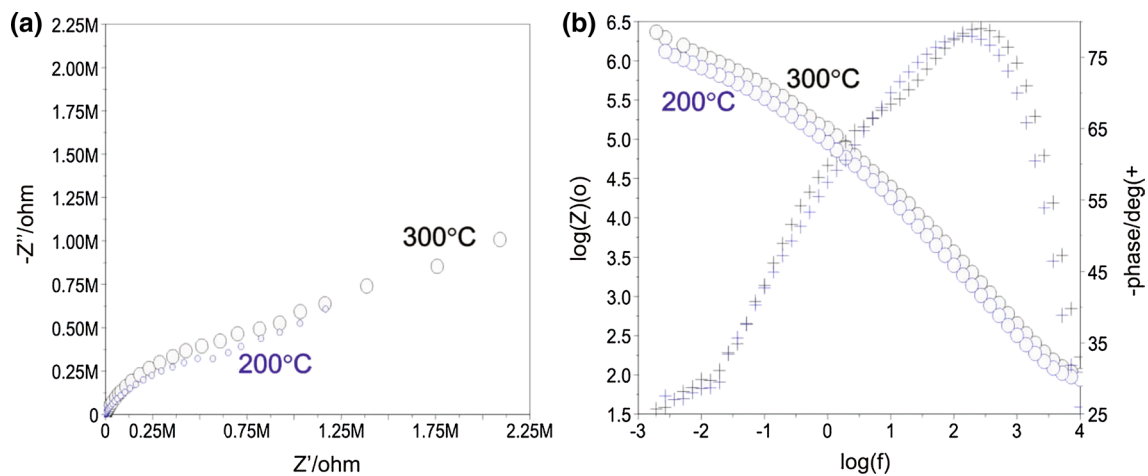 (a)
2.25M
2.00M
1.75M
1.50M
1.25M
1.00M
0.75M
0.50M
0.25M
0
-Z''/ohm
300°C
200°C
0 0.25M 0.75M 1.25M 1.75M 2.25M
Z'/ohm
(b)
6.5
6.0
5.5
5.0
4.5
4.0
3.5
3.0
2.5
2.0
1.5
log(Z)(o)
300°C
200°C
75
65
55
45
35
25
-phase/deg(+
-3 -2 -1 0 1 2 3 4
log(f)